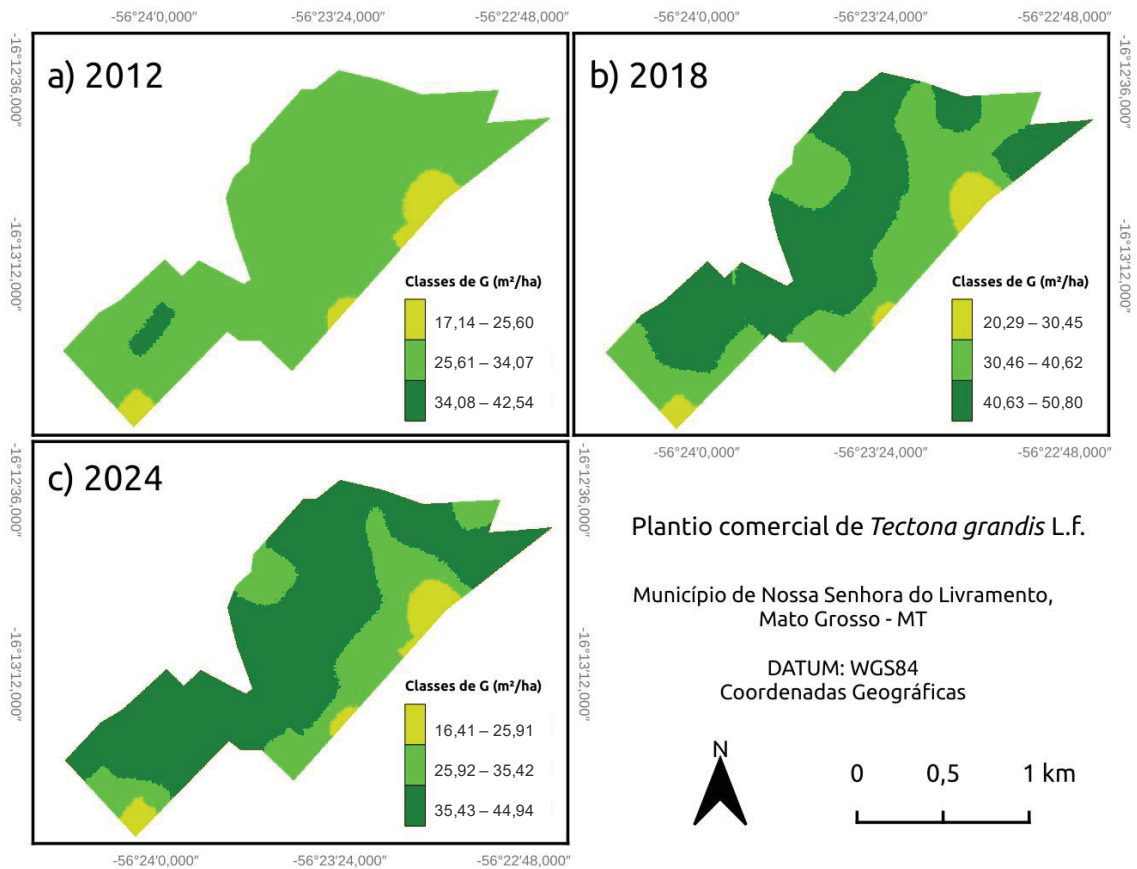 -56°24'0,000" -56°23'24,000" -56°22'48,000" -56°24'0,000" -56°23'24,000" -56°22'48,000"
-16°12'36,000"
-16°13'12,000"
a) 2012
Classes de G (m²/ha)
17,14 – 25,60
25,61 – 34,07
34,08 – 42,54
b) 2018
Classes de G (m²/ha)
20,29 – 30,45
30,46 – 40,62
40,63 – 50,80
-16°12'36,000"
-16°13'12,000"
-56°24'0,000" -56°23'24,000" -56°22'48,000"
-16°12'36,000"
-16°13'12,000"
c) 2024
Classes de G (m²/ha)
16,41 – 25,91
25,92 – 35,42
35,43 – 44,94
-16°12'36,000"
-16°13'12,000"
-56°24'0,000" -56°23'24,000" -56°22'48,000"
Plantio comercial de Tectona grandis L.f.
Município de Nossa Senhora do Livramento,
Mato Grosso - MT
DATUM: WGS84
Coordenadas Geográficas
N
0 0,5 1 km